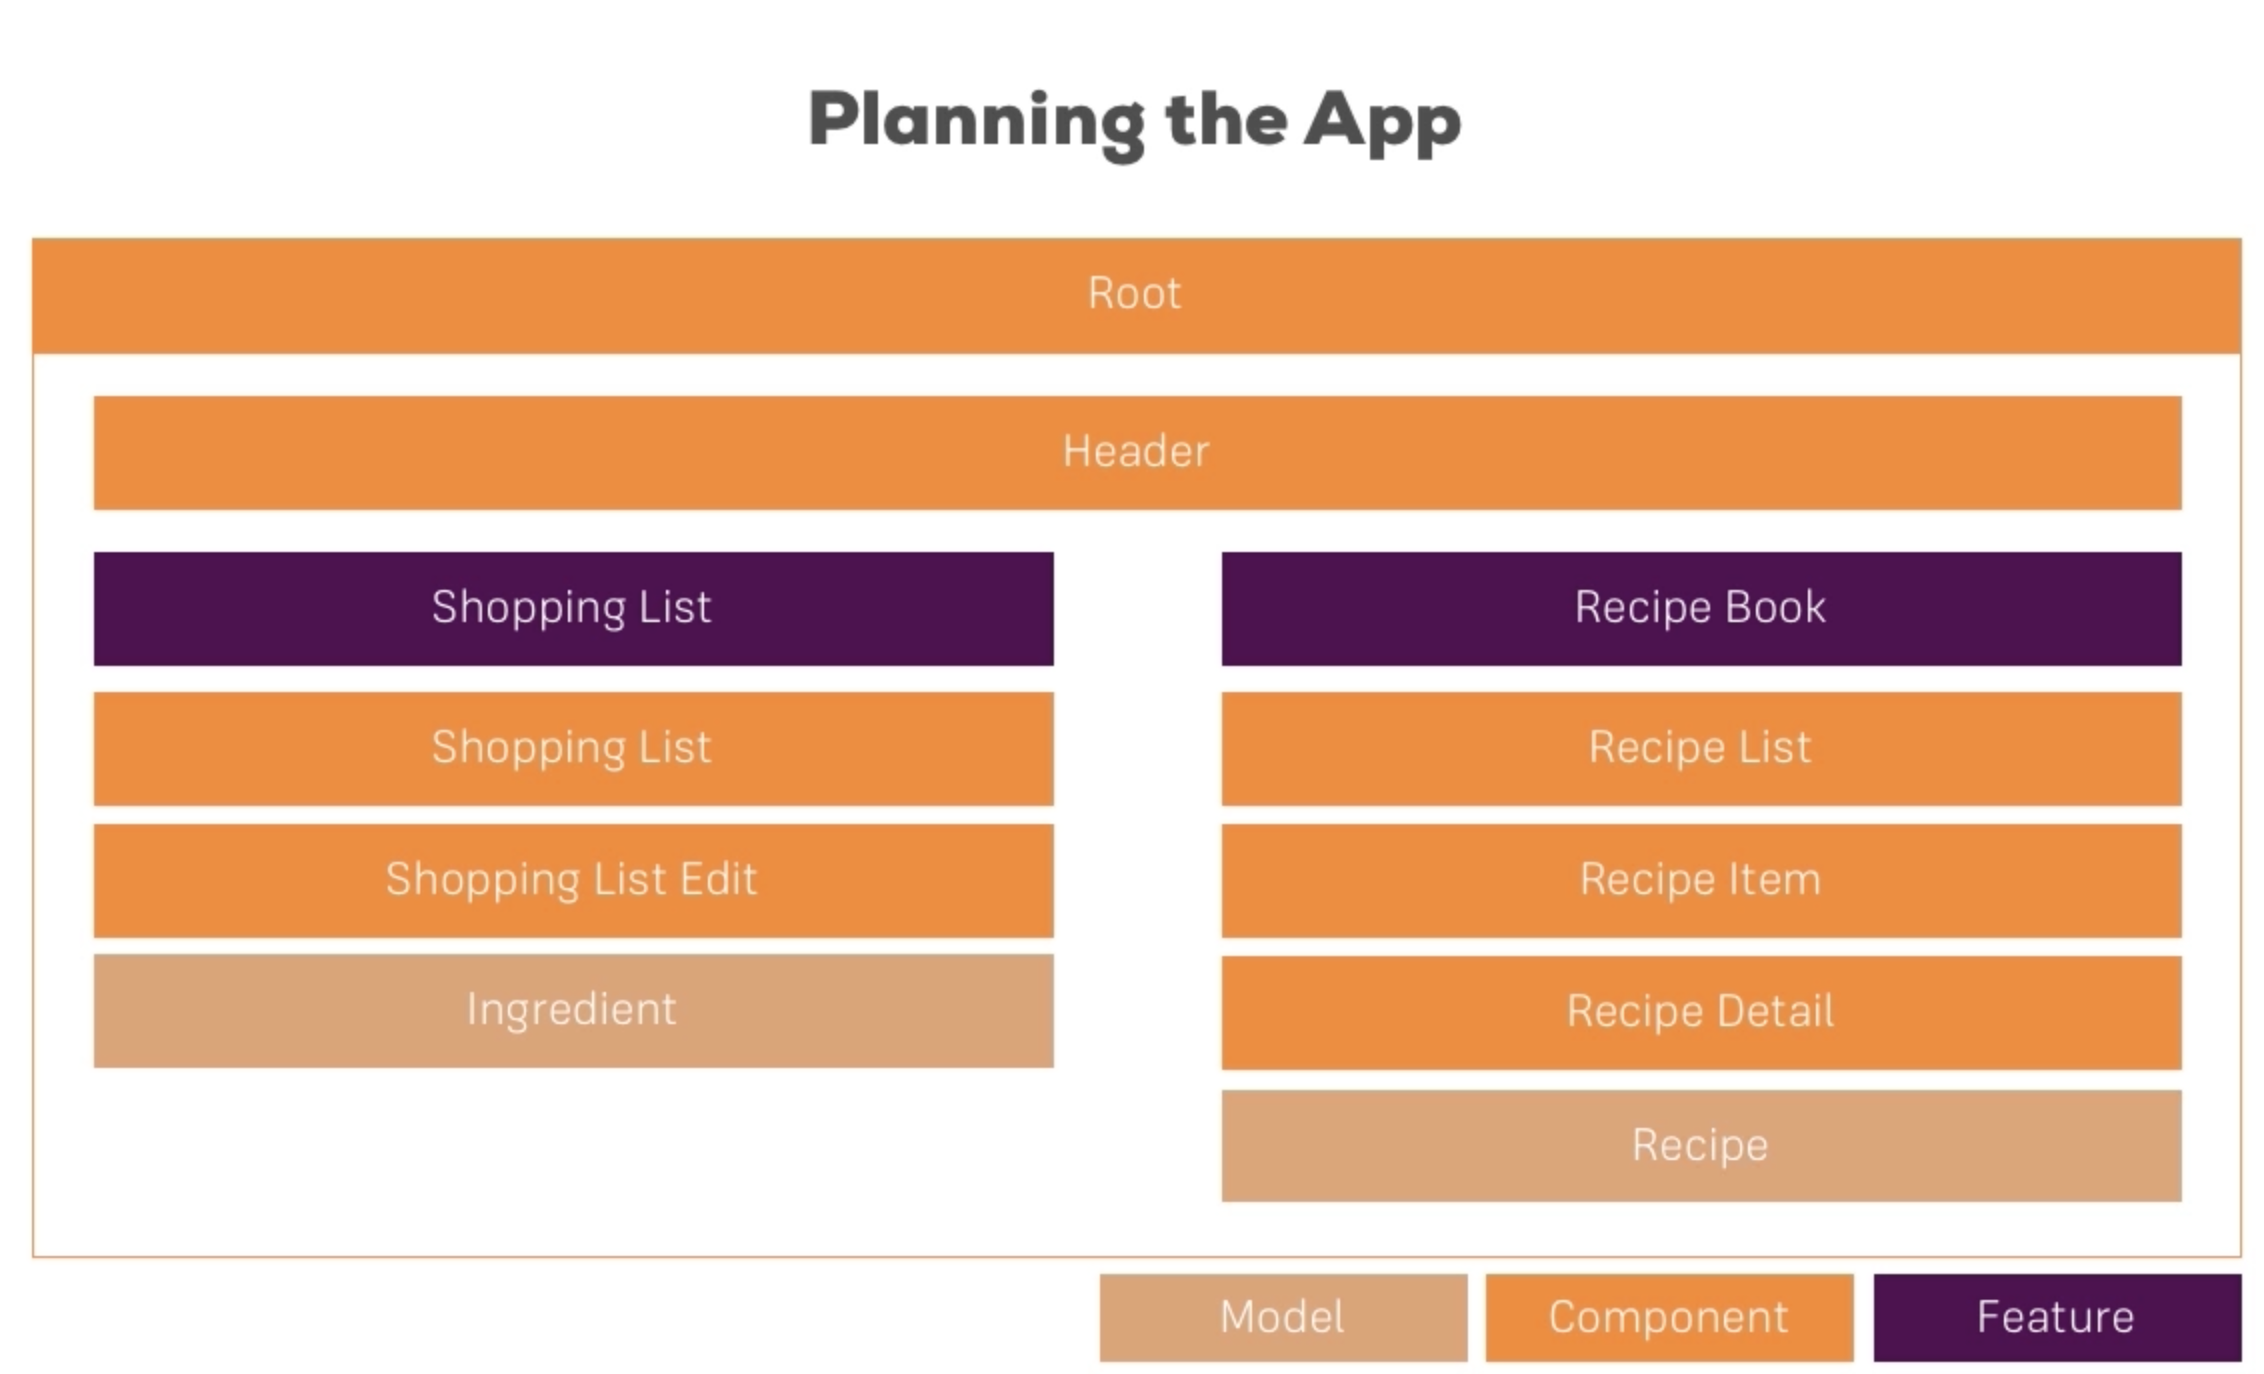 Planning the App
Root
Header
Shopping List
Shopping List
Shopping List Edit
Ingredient
Recipe Book
Recipe List
Recipe Item
Recipe Detail
Recipe
Model
Component
Feature